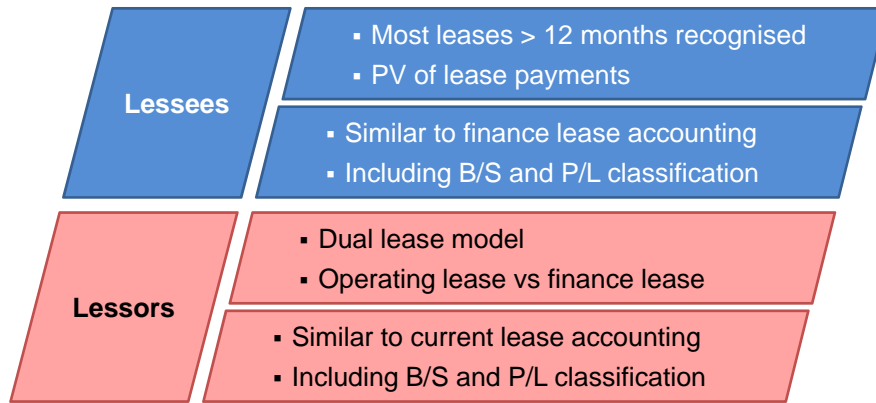 Lessees
▪ Most leases > 12 months recognised
▪ PV of lease payments
▪ Similar to finance lease accounting
▪ Including B/S and P/L classification
Lessors
▪ Dual lease model
▪ Operating lease vs finance lease
▪ Similar to current lease accounting
▪ Including B/S and P/L classification